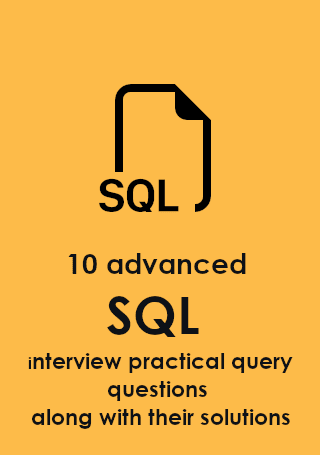 SQL
10 advanced
SQL
interview practical query
questions
along with their solutions